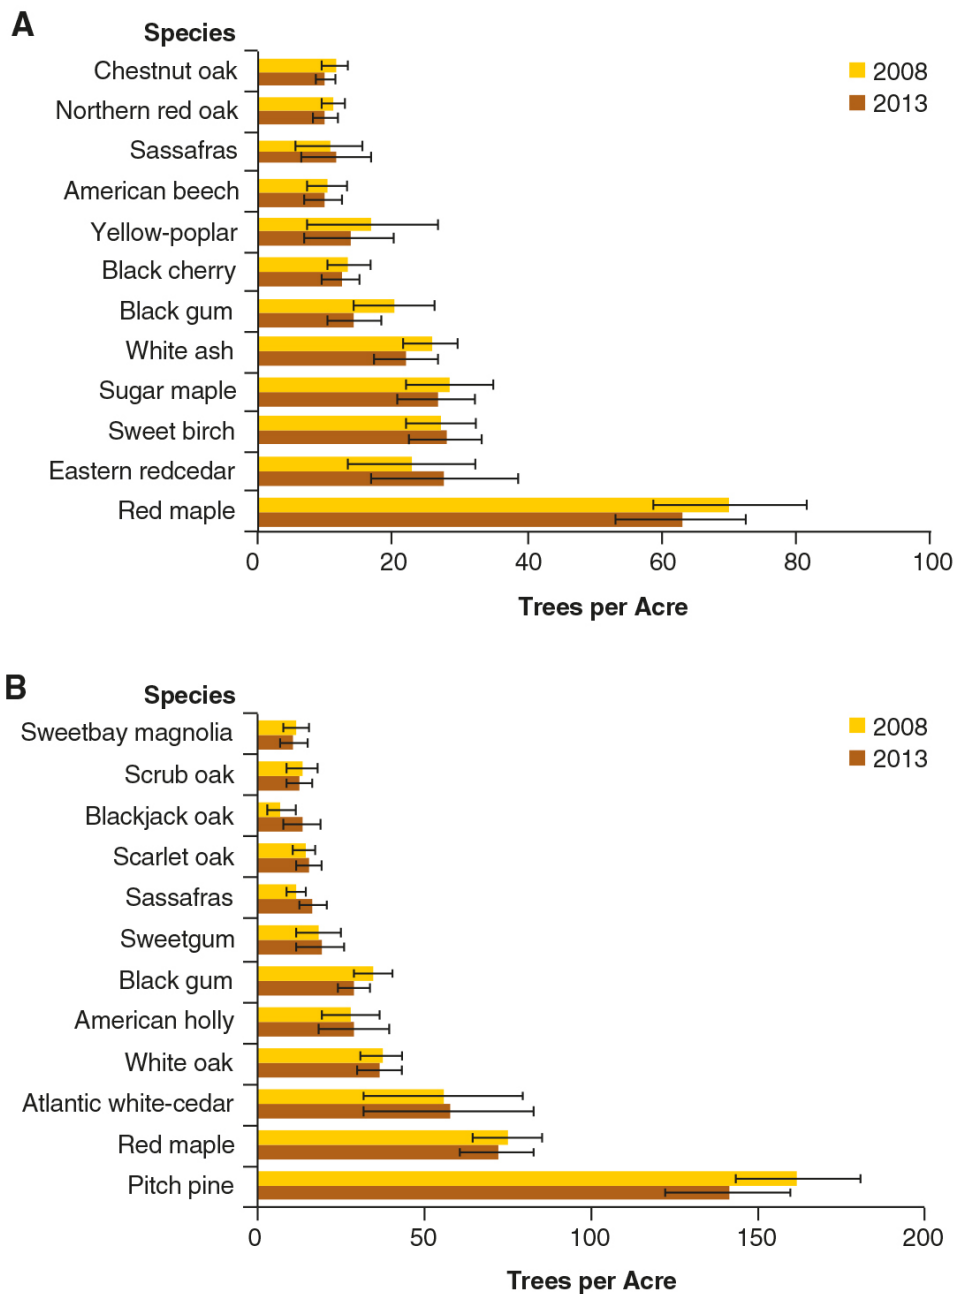 A
Species
Chestnut oak
Northern red oak
Sassafras
American beech
Yellow-poplar
Black cherry
Black gum
White ash
Sugar maple
Sweet birch
Eastern redcedar
Red maple
2008
2013
0 20 40 60 80 100
Trees per Acre
B
Species
Sweetbay magnolia
Scrub oak
Blackjack oak
Scarlet oak
Sassafras
Sweetgum
Black gum
American holly
White oak
Atlantic white-cedar
Red maple
Pitch pine
2008
2013
0 50 100 150 200
Trees per Acre